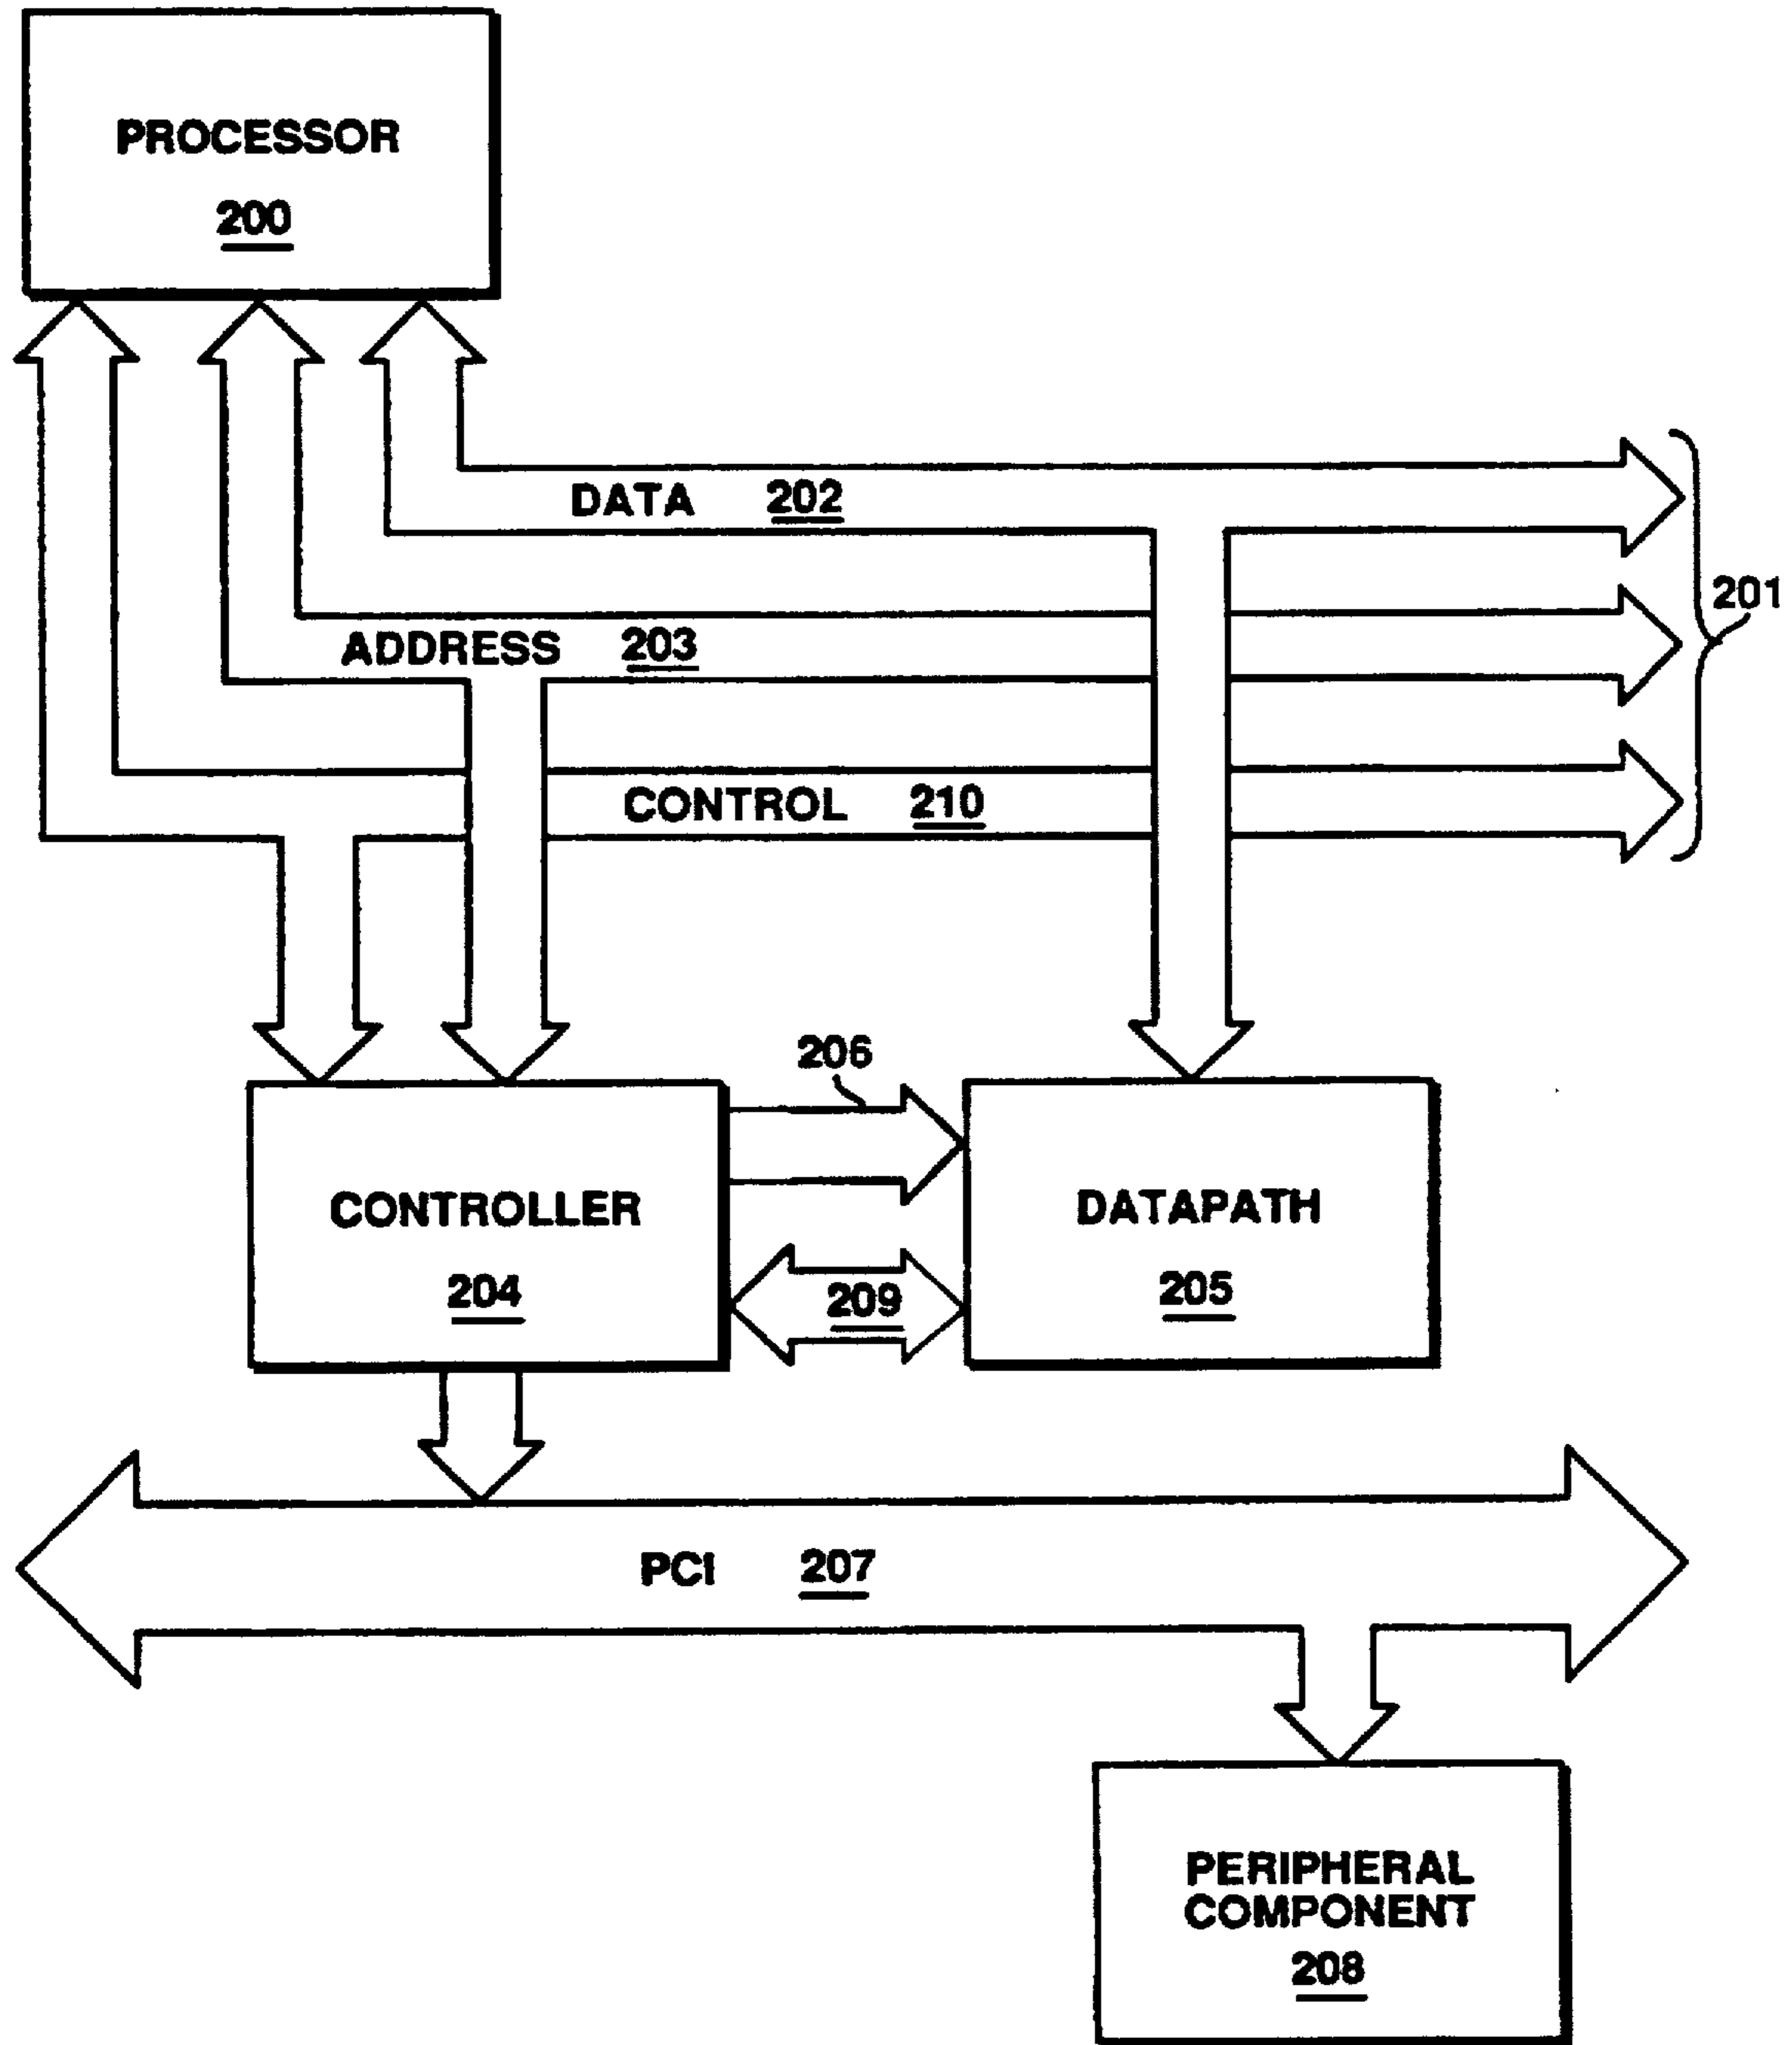 PROCESSOR
200
DATA 202
201
ADDRESS 203
CONTROL 210
206
CONTROLLER
204
209
DATAPATH
205
PCI 207
PERIPHERAL
COMPONENT
208